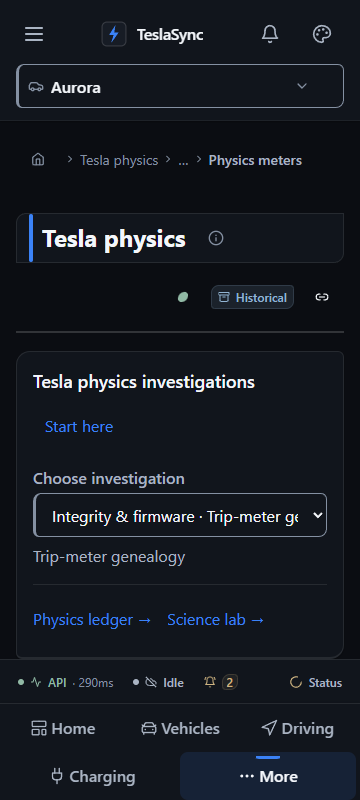 TeslaSync
Aurora
Tesla physics
...
Physics meters
Tesla physics
Historical
Tesla physics investigations
Start here
Choose investigation
Integrity & firmware · Trip-meter ge
Trip-meter genealogy
Physics ledger → Science lab →
API · 290ms Idle 2 Status
Home Vehicles Driving
Charging ··· More